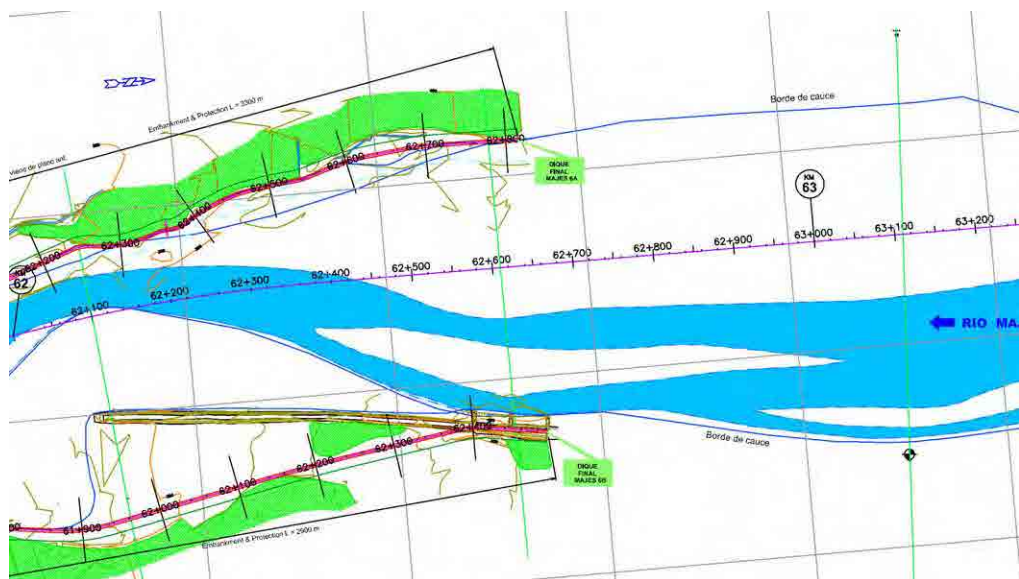 Embankment & Protection L = 3300 m
Borde de cauce
62+800
62+700
62+600
62+500
62+400
62+300
62+200
DIQUE
FINAL
MAJES 6A
KM
63
62
62+100
62+200
62+300
62+400
62+500
62+600
62+700
62+800
62+900
63+000
63+100
63+200
RIO MA
Borde de cauce
62+400
62+300
62+200
62+100
62+000
61+900
DIQUE
FINAL
MAJES 6B
Embankment & Protection L = 2500 m